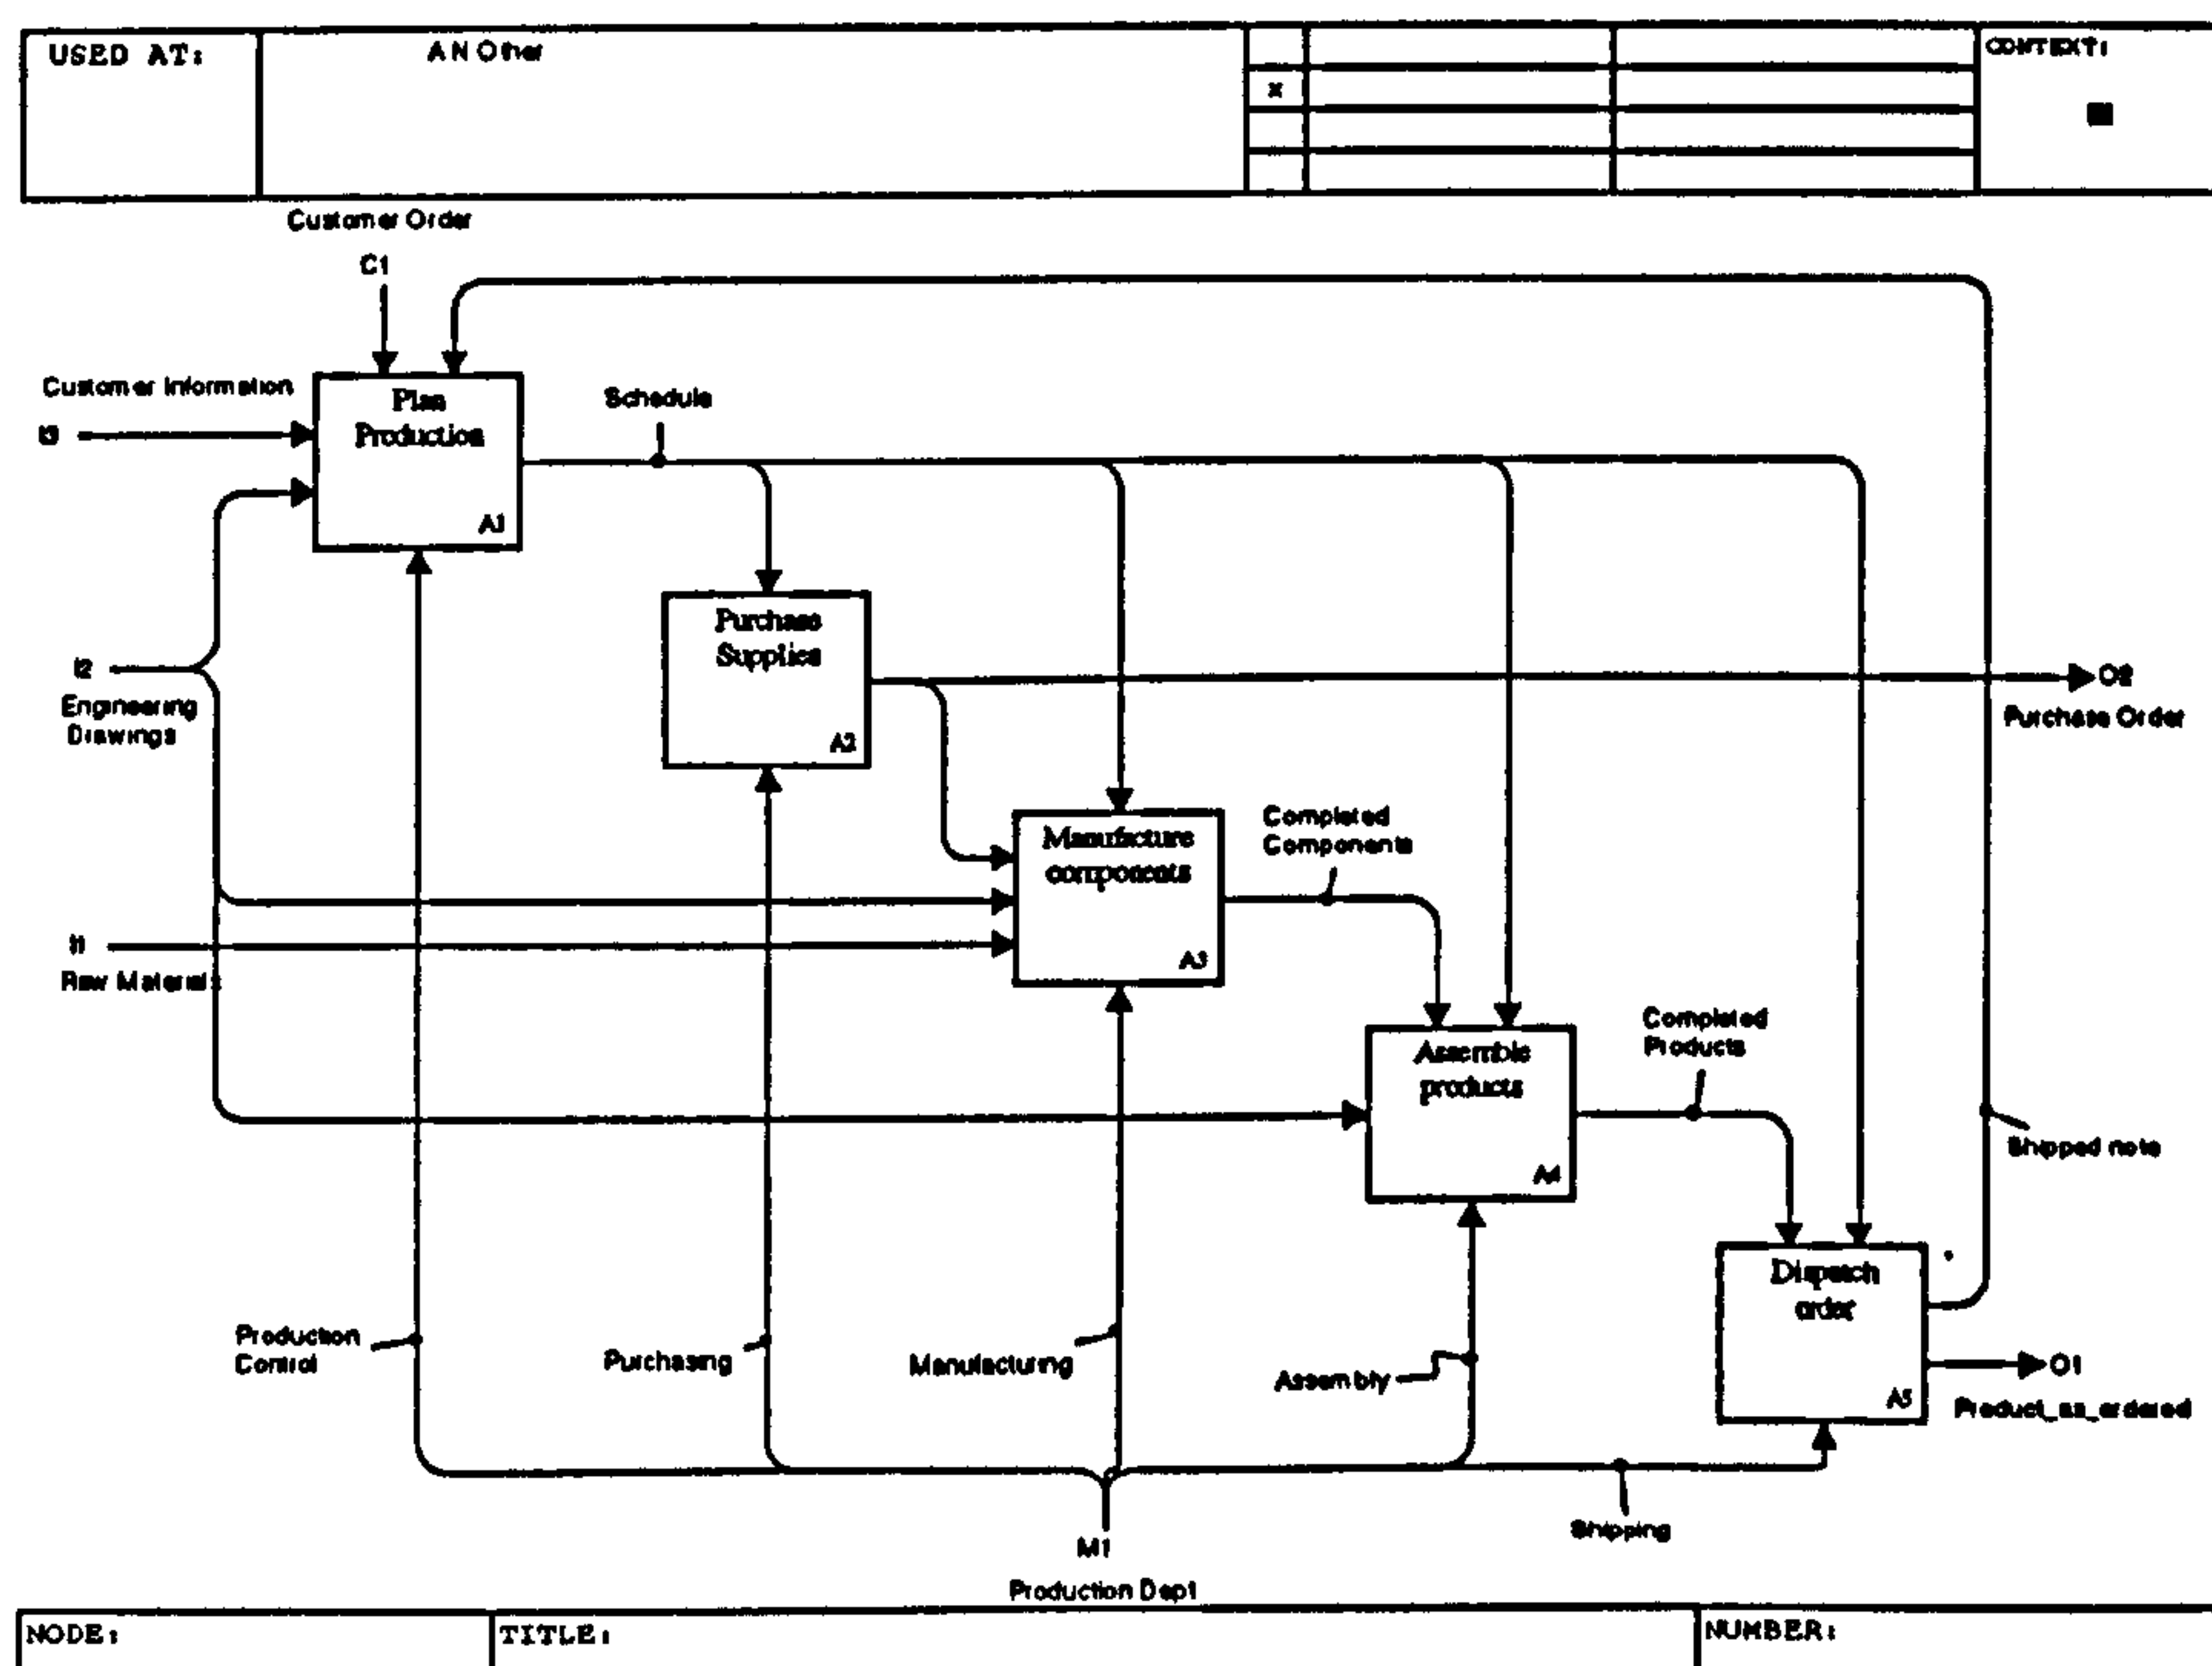 USED AT:
A N Other
CONTEXT:
x
Customer Order
C1
Customer Information
I3
Plan
Production
A1
Schedule
Purchase
Supplies
A2
I2
Engineering
Drawings
O2
Purchase Order
Manufacture
components
A3
Completed
Components
I1
Raw Materials
Assemble
products
A4
Completed
Products
Shipped note
Dispatch
order
A5
O1
Product_as_ordered
Production
Control
Purchasing
Manufacturing
Assembly
Shipping
M1
Production Dept
NODE:
TITLE:
NUMBER: